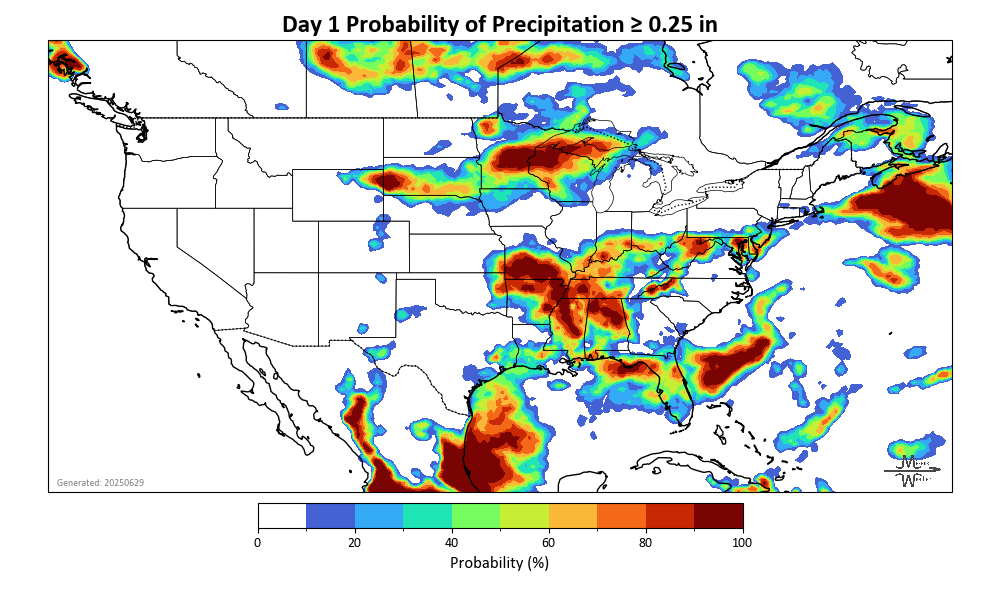 Day 1 Probability of Precipitation ≥ 0.25 in
Generated: 20250629
0 20 40 60 80 100
Probability (%)